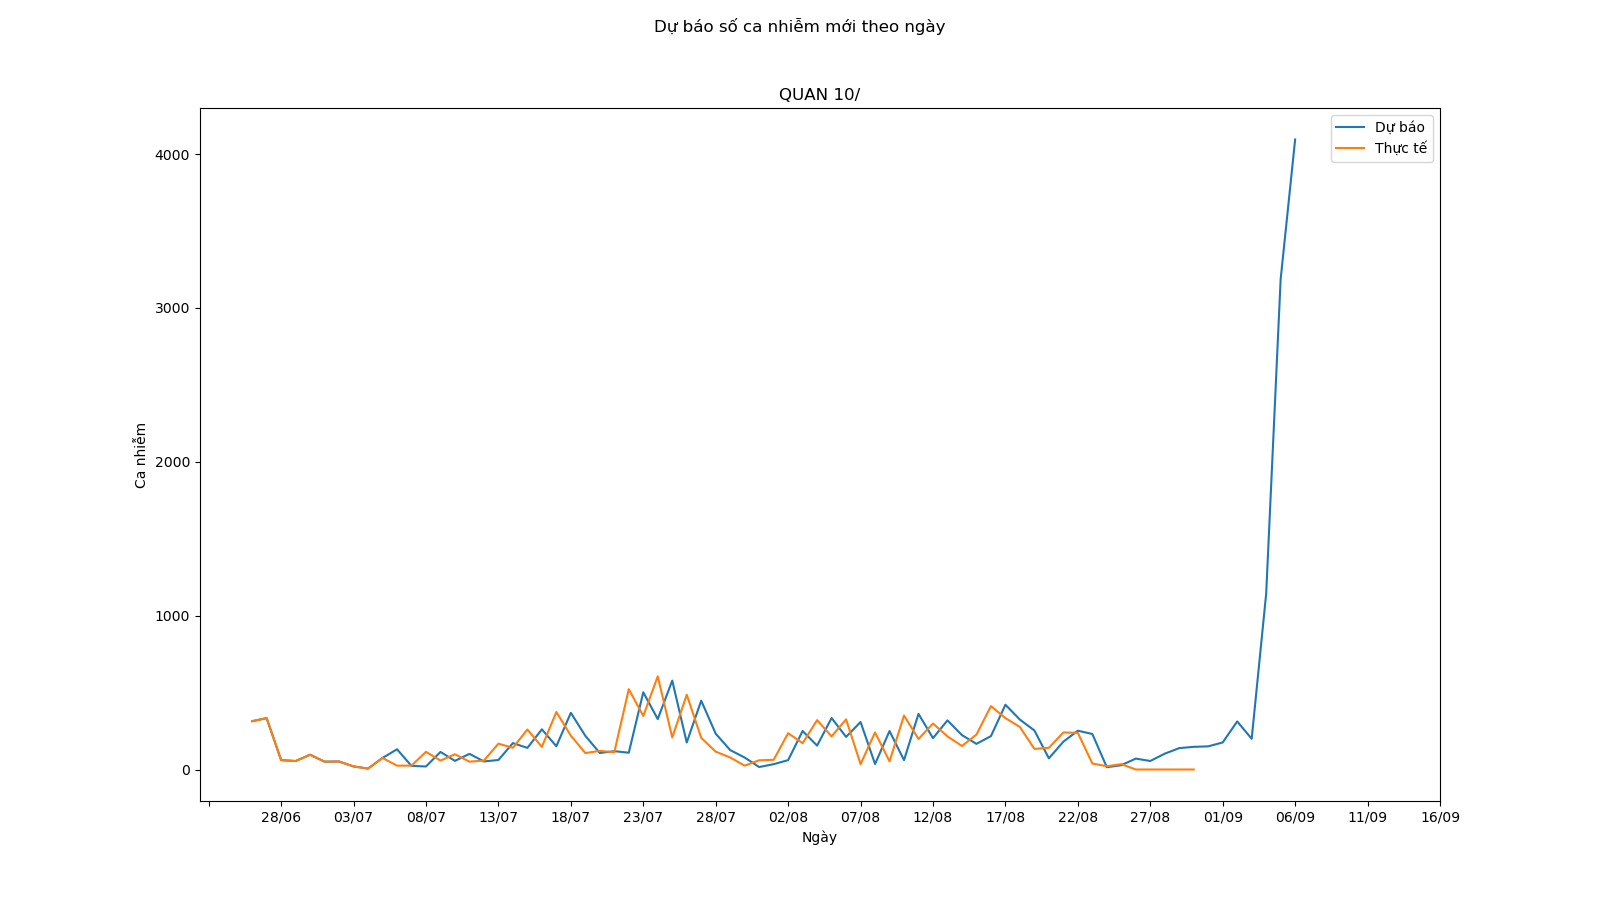 Dự báo số ca nhiễm mới theo ngày
QUAN 10/
Dự báo
Thực tế
4000
3000
2000
1000
0
Ca nhiễm
28/06 03/07 08/07 13/07 18/07 23/07 28/07 02/08 07/08 12/08 17/08 22/08 27/08 01/09 06/09 11/09 16/09
Ngày